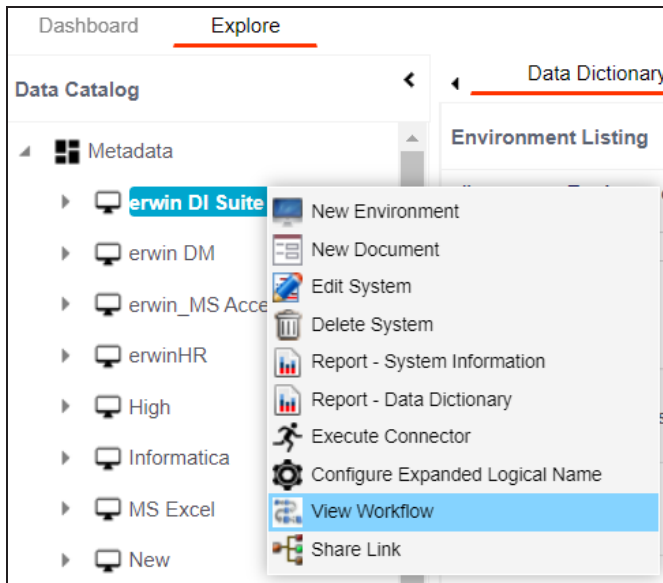 Dashboard Explore
Data Catalog
Data Dictionary
Environment Listing
Metadata
erwin DI Suite
New Environment
New Document
erwin DM
Edit System
erwin_MS Acce
Delete System
erwinHR
Report - System Information
Report - Data Dictionary
High
Execute Connector
Informatica
Configure Expanded Logical Name
MS Excel
View Workflow
New
Share Link